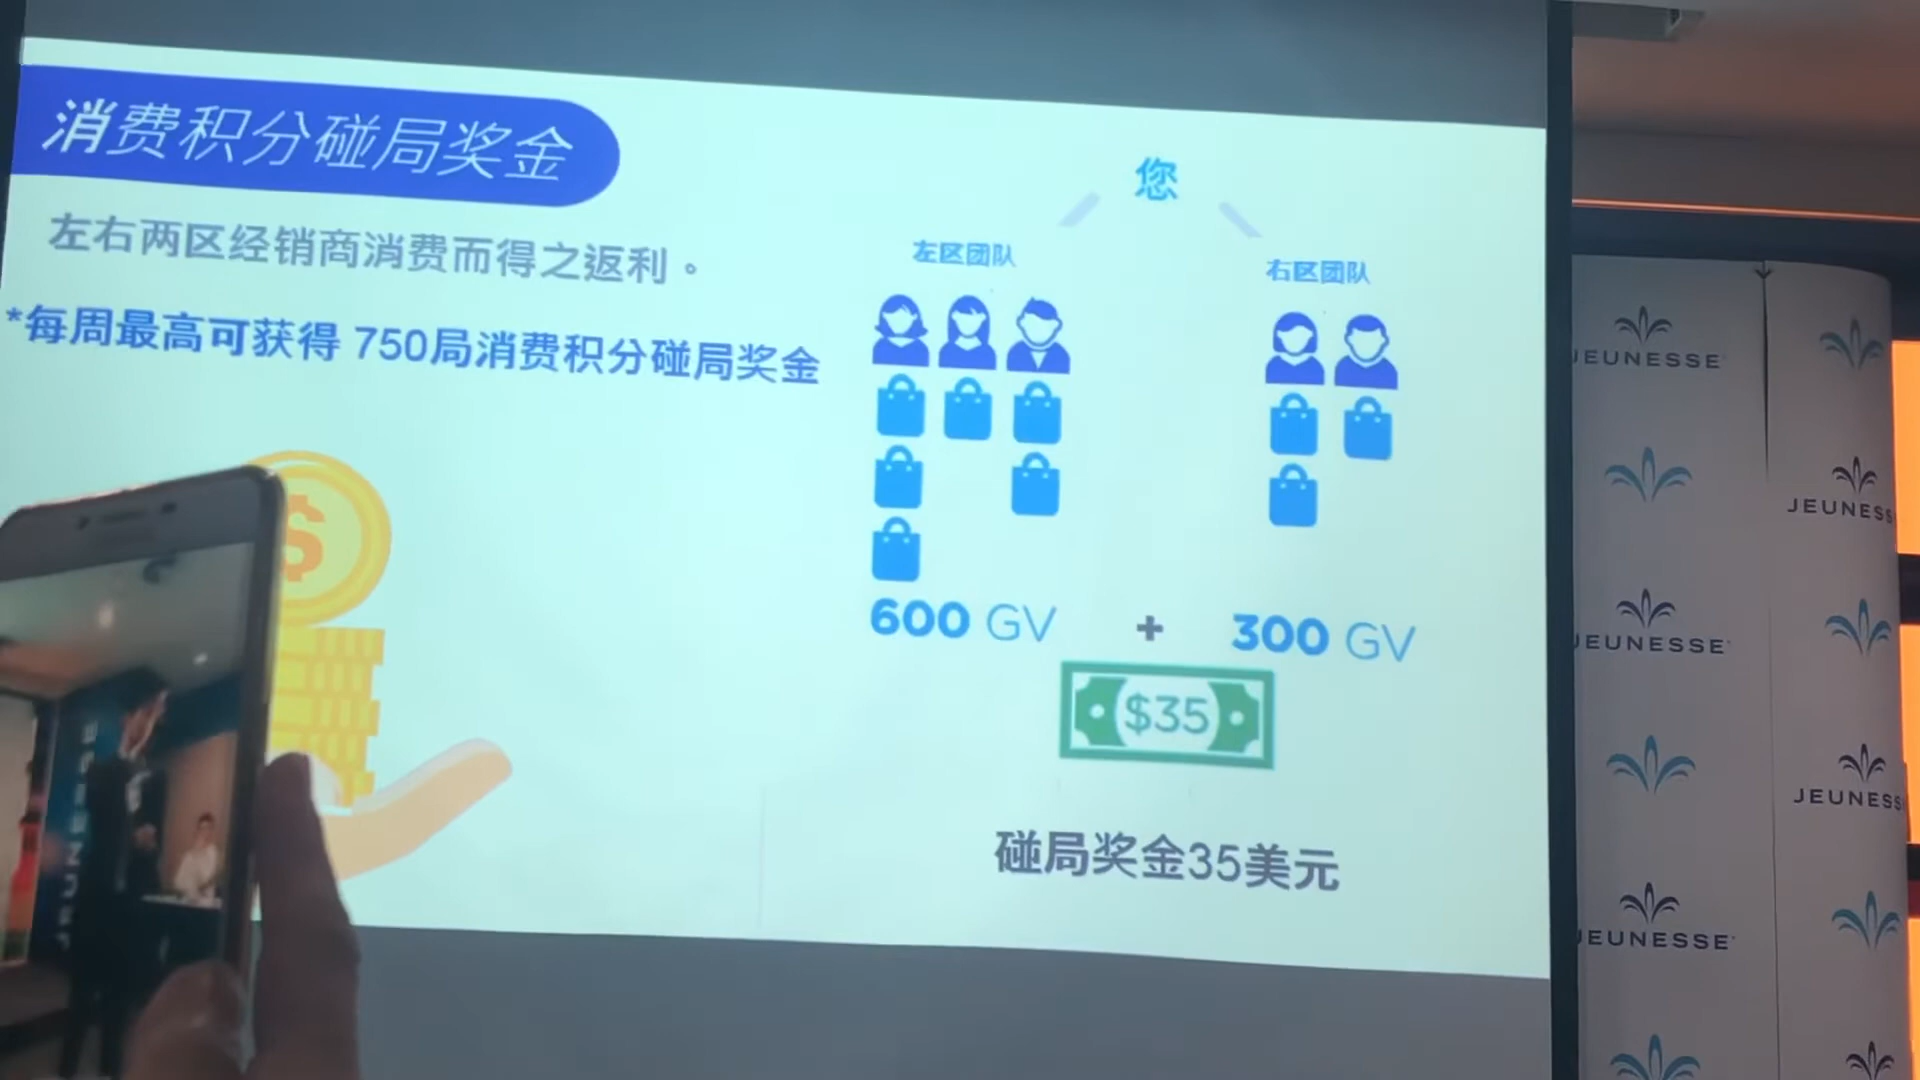 消费积分碰局奖金
左右两区经销商消费而得之返利。
*每周最高可获得 750局消费积分碰局奖金
您
左区团队
右区团队
600 GV + 300 GV
$35
碰局奖金35美元
$
JEUNESSE
JEUNESS
JEUNESSE
JEUNESS
JEUNESSE